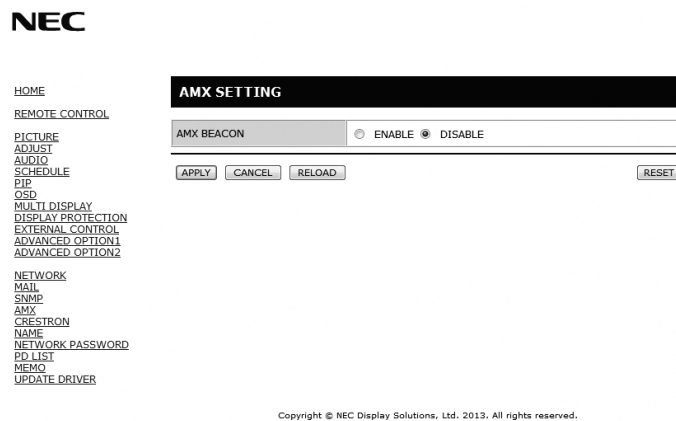 NEC
HOME
REMOTE CONTROL
PICTURE
ADJUST
AUDIO
SCHEDULE
PIP
OSD
MULTI DISPLAY
DISPLAY PROTECTION
EXTERNAL CONTROL
ADVANCED OPTION1
ADVANCED OPTION2
NETWORK
MAIL
SNMP
AMX
CRESTRON
NAME
NETWORK PASSWORD
PD LIST
MEMO
UPDATE DRIVER
AMX SETTING
AMX BEACON ENABLE DISABLE
APPLY CANCEL RELOAD RESET
Copyright © NEC Display Solutions, Ltd. 2013. All rights reserved.